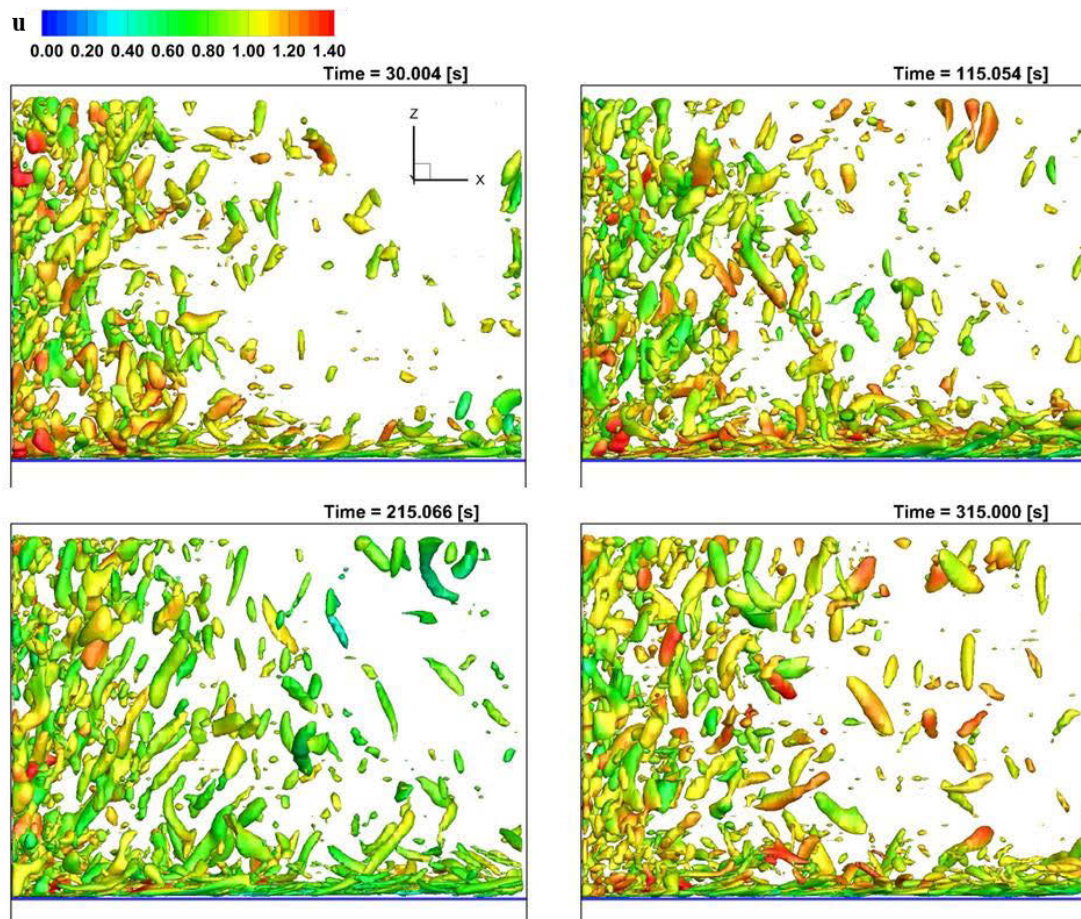 u
0.00 0.20 0.40 0.60 0.80 1.00 1.20 1.40
Time = 30.004 [s]
Time = 115.054 [s]
Z
Y X
Time = 215.066 [s]
Time = 315.000 [s]